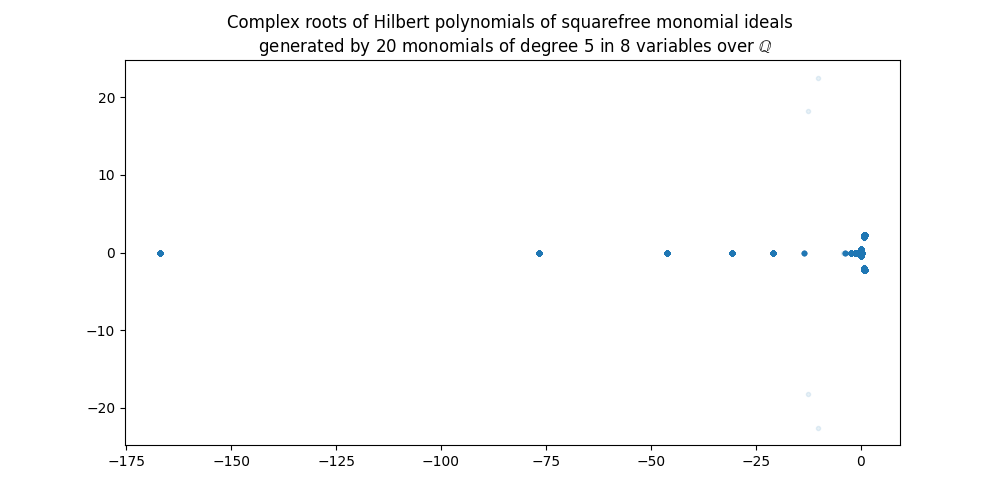 Complex roots of Hilbert polynomials of squarefree monomial ideals
generated by 20 monomials of degree 5 in 8 variables over ℚ
20
10
0
−10
−20
−175 −150 −125 −100 −75 −50 −25 0